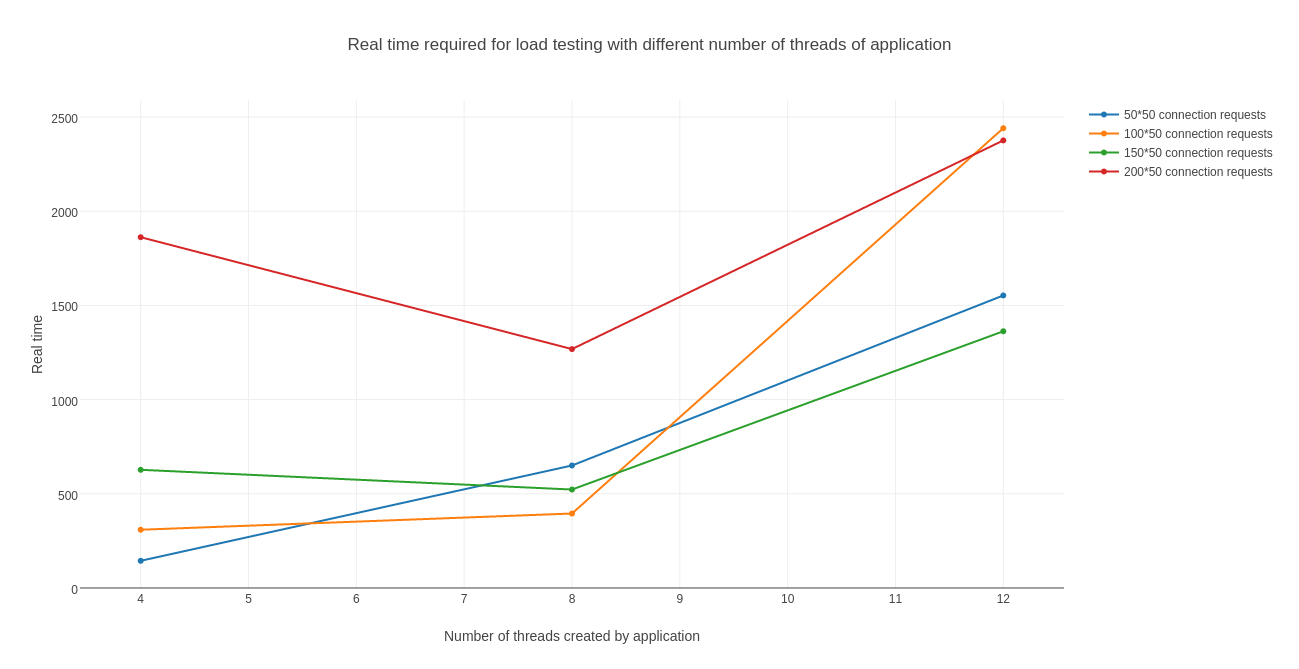 Real time required for load testing with different number of threads of application
50*50 connection requests
100*50 connection requests
150*50 connection requests
200*50 connection requests
2500
2000
1500
1000
500
0
Real time
4 5 6 7 8 9 10 11 12
Number of threads created by application